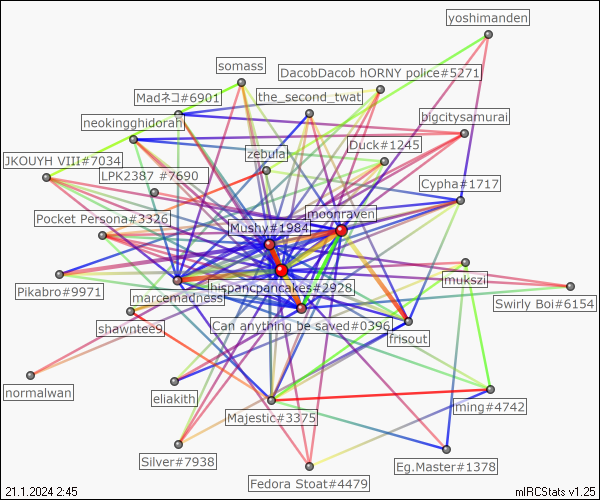 yoshimanden
somass
DacobDacob hORNY police#5271
Madネコ#6901
the_second_twat
neokingghidorah
bigcitysamurai
Duck#1245
zebula
JKOUYH VIII#7034
LPK2387 #7690
Cypha#1717
moonraven
Pocket Persona#3326
Mushy#1984
mukszi
hispancpancakes#2928
Pikabro#9971
marcemadness
Swirly Boi#6154
shawntee9
Can anything be saved#0396
frisout
normalwan
eliakith
ming#4742
Majestic#3375
Silver#7938
Eg.Master#1378
Fedora Stoat#4479
21.1.2024 2:45
mIRCStats v1.25